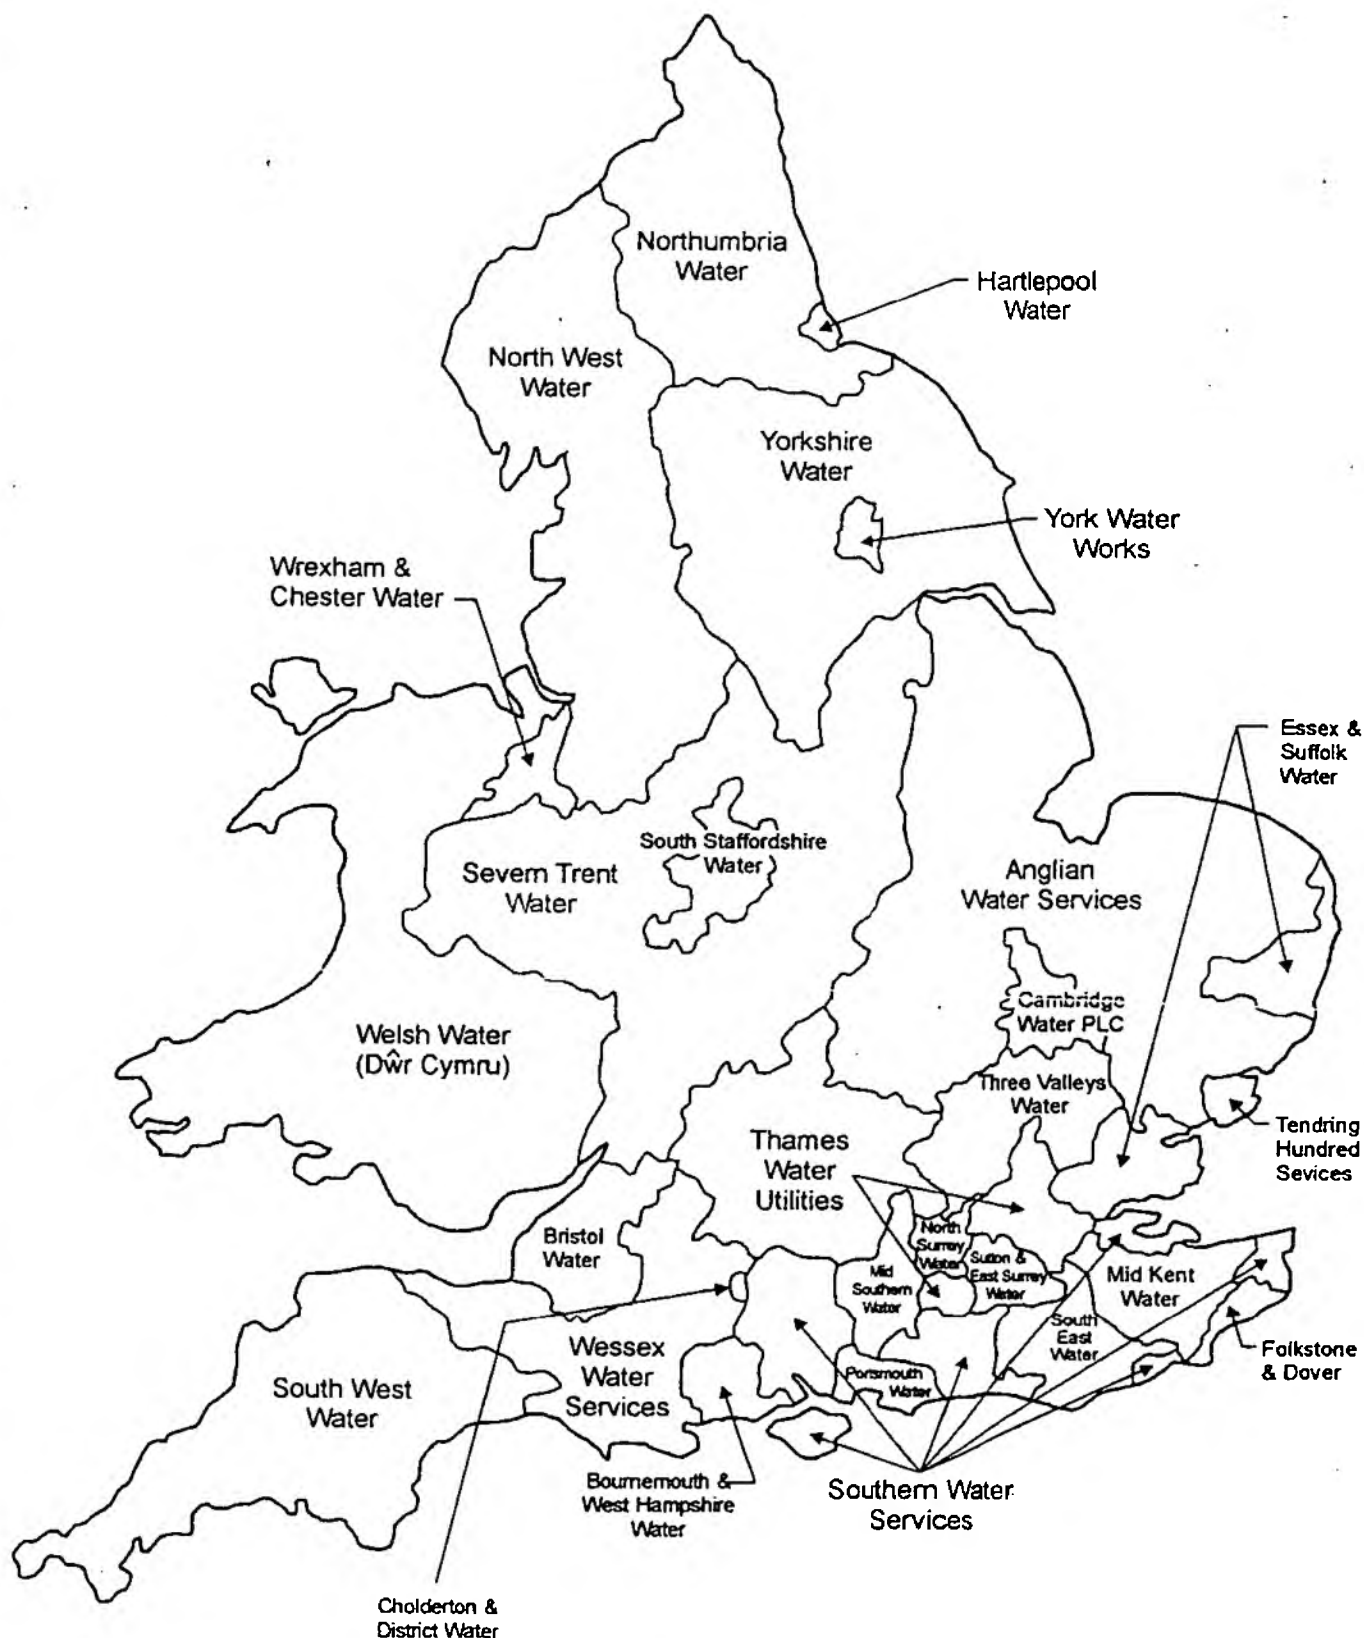 Northumbria
Water
Hartlepool
Water
North West
Water
Yorkshire
Water
York Water
Works
Wrexham &
Chester Water
Essex &
Suffolk
Water
South Staffordshire
Water
Severn Trent
Water
Anglian
Water Services
Cambridge
Water PLC
Welsh Water
(Dŵr Cymru)
Three Valleys
Water
Tendring
Hundred
Sevices
Thames
Water
Utilities
Bristol
Water
North
Surrey
Water
Sutton &
East Surrey
Water
Mid
Southern
Water
Mid Kent
Water
South
East
Water
Folkstone
& Dover
Wessex
Water
Services
Portsmouth
Water
South West
Water
Bournemouth &
West Hampshire
Water
Southern Water
Services
Cholderton &
District Water